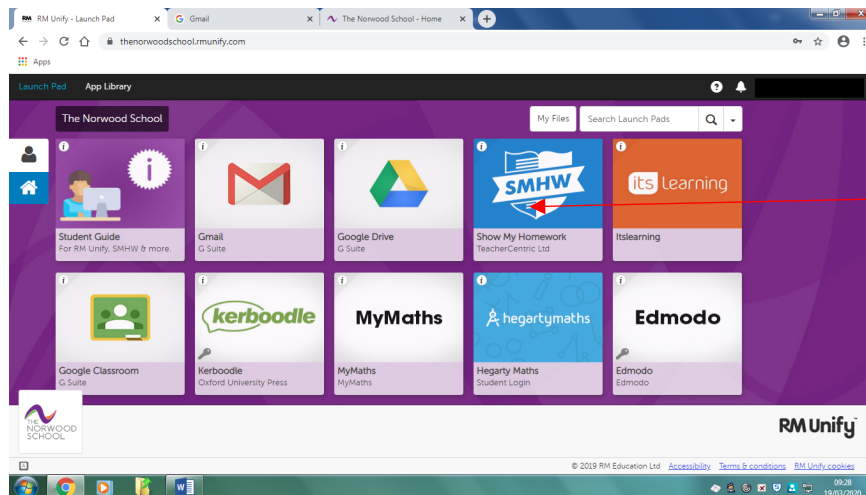 RM RM Unify - Launch Pad
G Gmail
The Norwood School - Home
thenorwoodschool.rmunify.com
Apps
Launch Pad App Library
The Norwood School
My Files
Search Launch Pads
Student Guide
For RM Unify, SMHW & more.
Gmail
G Suite
Google Drive
G Suite
SMHW
Show My Homework
TeacherCentric Ltd
its Learning
Itslearning
Google Classroom
G Suite
kerboodle
Kerboodle
Oxford University Press
MyMaths
MyMaths
MyMaths
hegartymaths
Hegarty Maths
Student Login
Edmodo
Edmodo
Edmodo
THE
NORWOOD
SCHOOL
RM Unify
© 2019 RM Education Ltd Accessibility Terms & conditions RM Unify cookies
09:28
19/03/2020